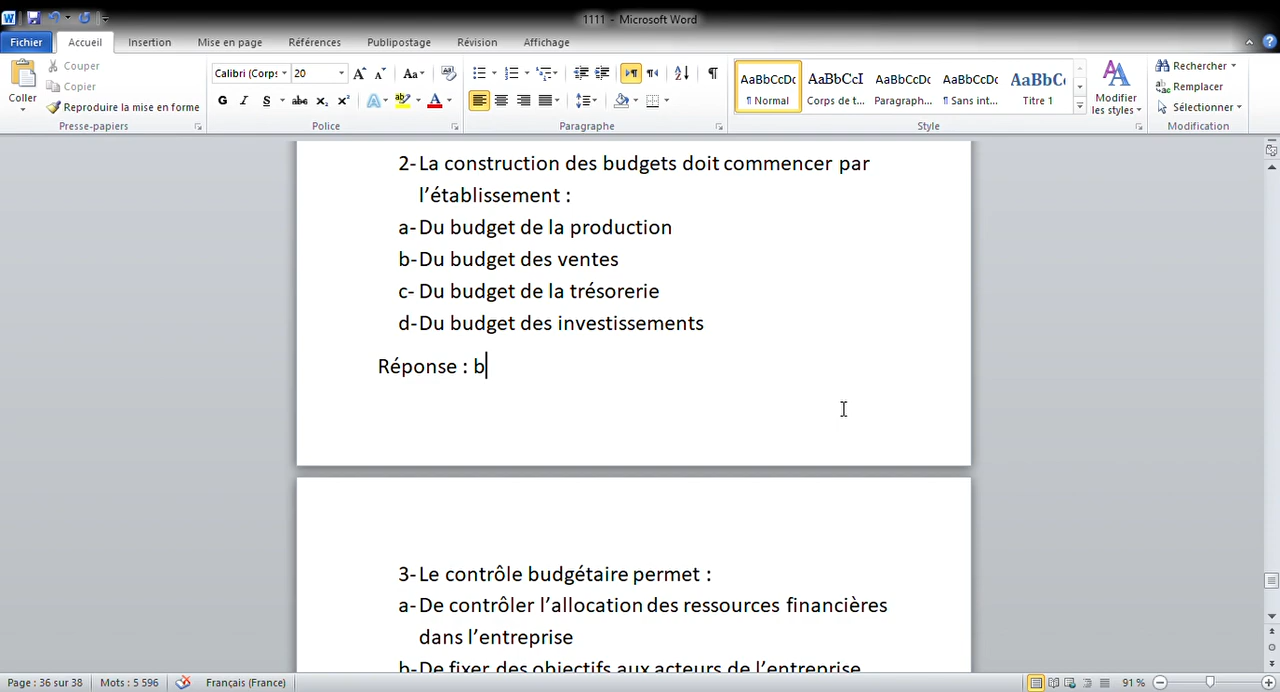 1111 - Microsoft Word
Fichier Accueil Insertion Mise en page Références Publipostage Révision Affichage
Coller
Couper
Copier
Reproduire la mise en forme
Presse-papiers
Calibri (Corps 20
G I S abc x₂ x²
Police
Paragraphe
AaBbCcDc AaBbCcI AaBbCcDc AaBbCcDc AaBbC
¶ Normal Corps de t... Paragraph... ¶ Sans int... Titre 1
Modifier les styles
Style
Rechercher
Remplacer
Sélectionner
Modification
2- La construction des budgets doit commencer par
l’établissement :
a- Du budget de la production
b- Du budget des ventes
c- Du budget de la trésorerie
d- Du budget des investissements
Réponse : b
3- Le contrôle budgétaire permet :
a- De contrôler l’allocation des ressources financières
dans l’entreprise
b- De fixer des objectifs aux acteurs de l’entreprise
Page : 36 sur 38 Mots : 5 596 Français (France) 91 %